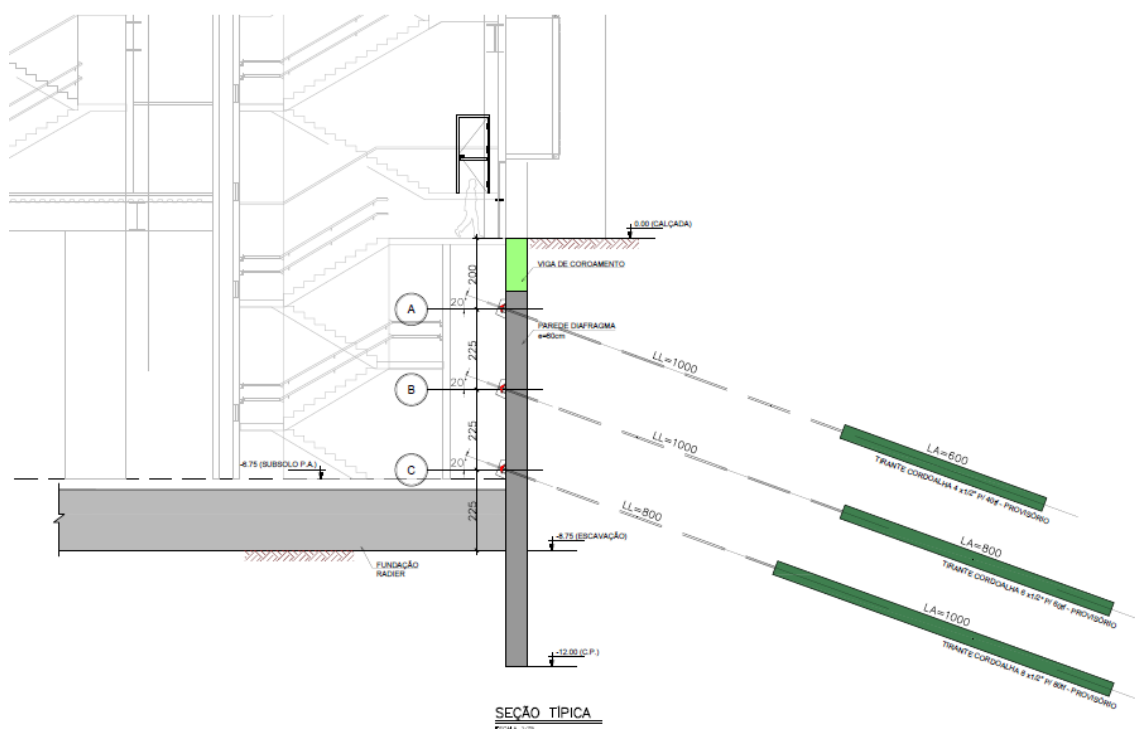 0.00 (CALÇADA)
VIGA DE COROAMENTO
200
A
20°
PAREDE DIAFRAGMA
e=60cm
LL=1000
225
B
20°
LL=1000
225
LA=600
TIRANTE CORDOALHA 4 x1/2" P/ 40tf - PROVISÓRIO
-6.75 (SUBSOLO P.A.)
C
20°
LL=800
225
-8.75 (ESCAVAÇÃO)
LA=800
TIRANTE CORDOALHA 6 x1/2" P/ 60tf - PROVISÓRIO
FUNDAÇÃO
RADIER
LA=1000
TIRANTE CORDOALHA 8 x1/2" P/ 80tf - PROVISÓRIO
-12.00 (C.P.)
SEÇÃO TÍPICA